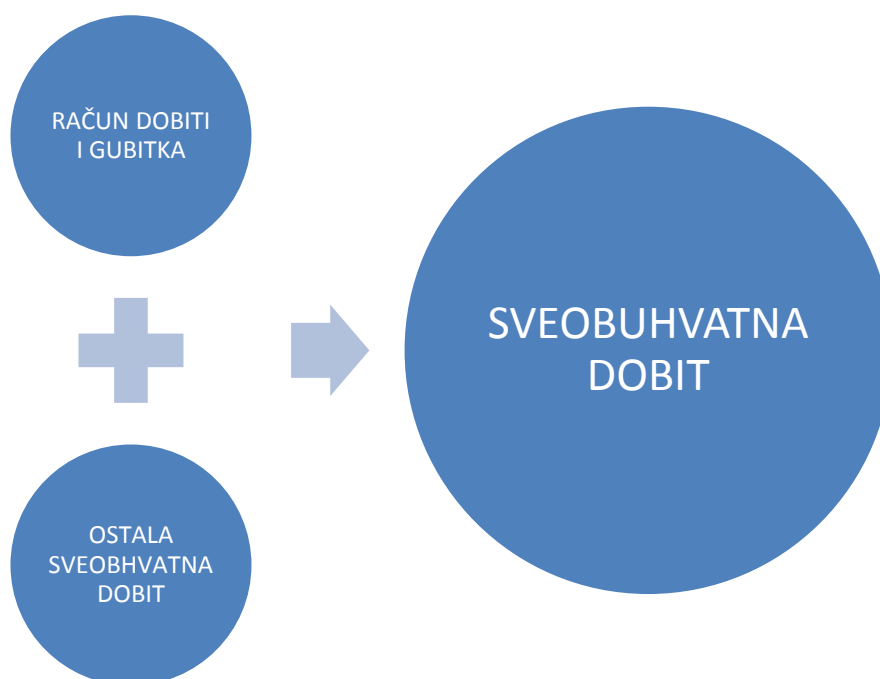 RAČUN DOBITI
I GUBITKA
OSTALA
SVEOBHVATNA
DOBIT
SVEOBUHVATNA
DOBIT